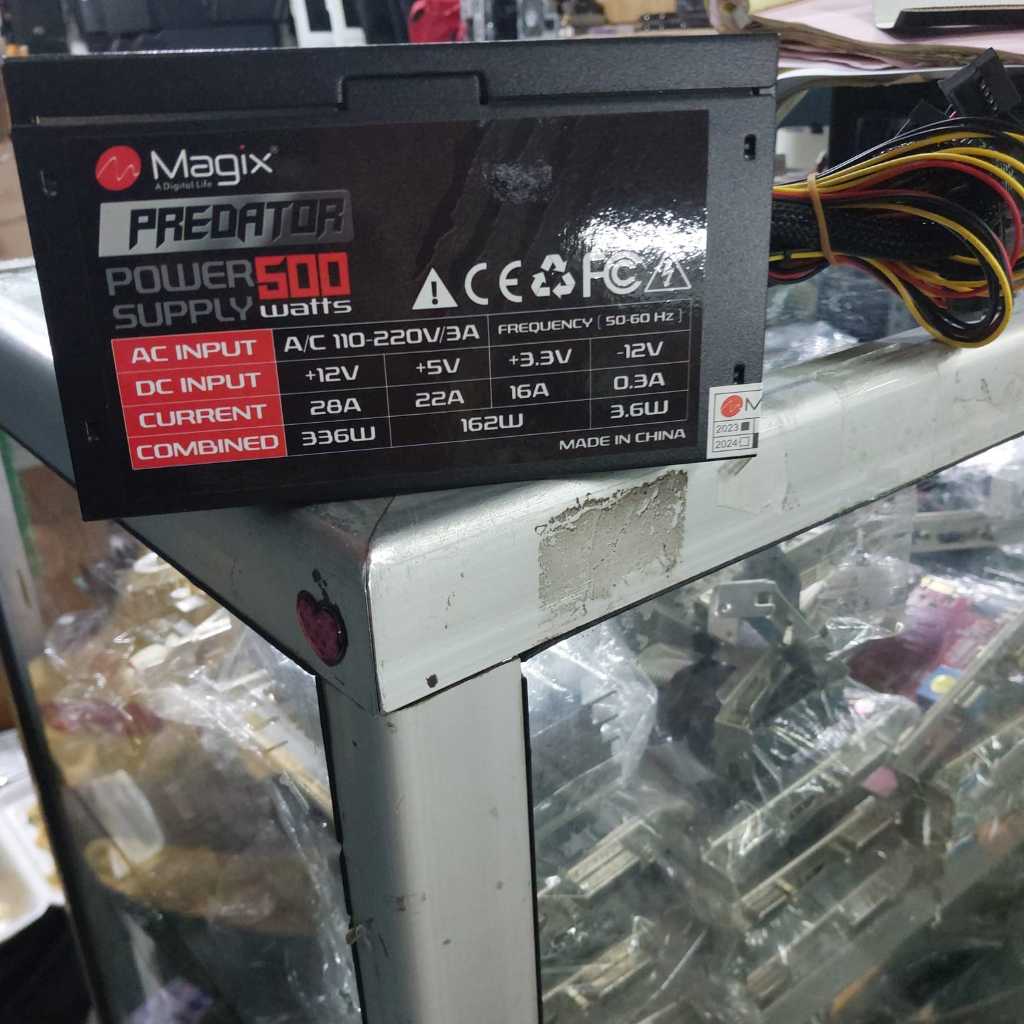 Magix
A Digital Life
PREDATOR
POWER 500
SUPPLY watts
CE FC
AC INPUT A/C 110-220V/3A FREQUENCY ( 50-60 Hz )
DC INPUT +12V +5V +3.3V -12V
CURRENT 28A 22A 16A 0.3A
COMBINED 336W 162W 3.6W
MADE IN CHINA
M
2023
2024